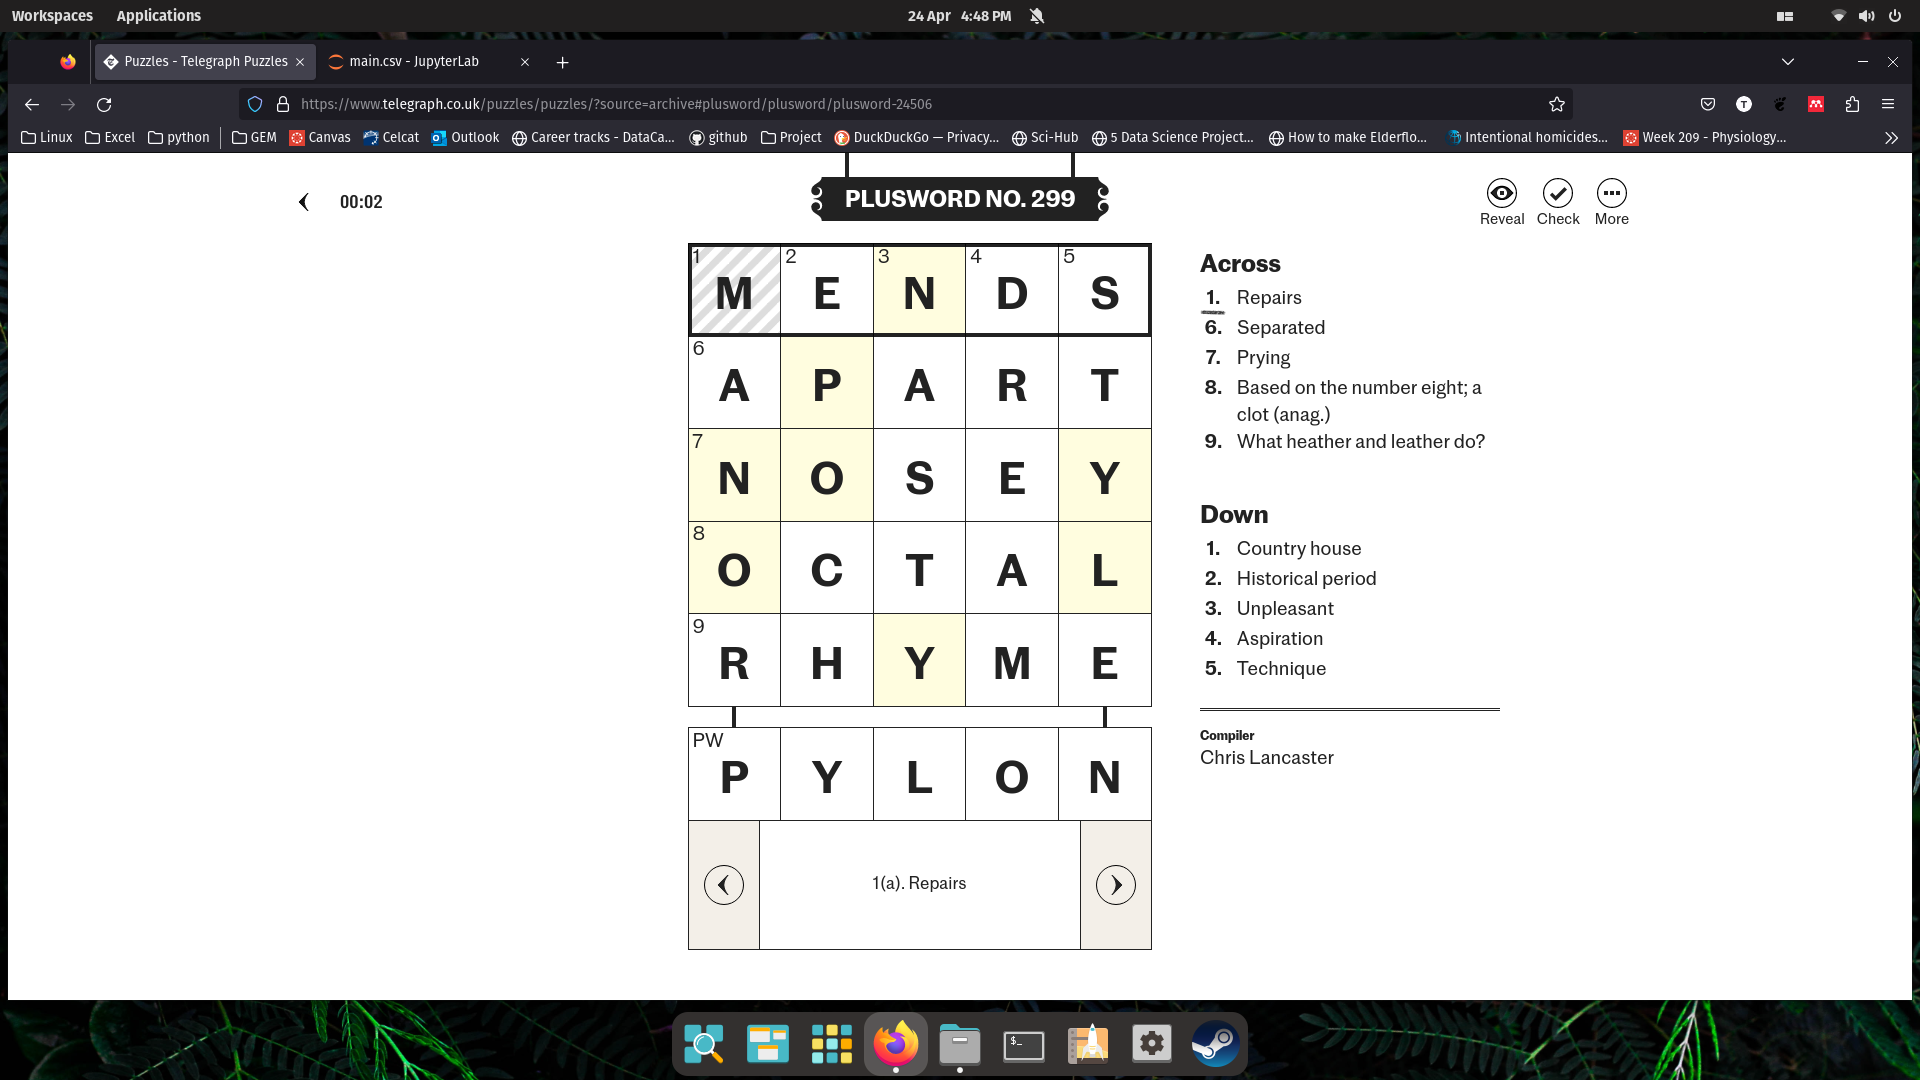 Workspaces Applications 24 Apr 4:48 PM
Puzzles - Telegraph Puzzles main.csv - JupyterLab
https://www.telegraph.co.uk/puzzles/puzzles/?source=archive#plusword/plusword/plusword-24506
Linux Excel python GEM Canvas Celcat Outlook Career tracks - DataCa... github Project DuckDuckGo — Privacy... Sci-Hub 5 Data Science Project... How to make Elderflo... Intentional homicides... Week 209 - Physiology...
00:02
PLUSWORD NO. 299
Reveal Check More
1 2 3 4 5
M E N D S
6
A P A R T
7
N O S E Y
8
O C T A L
9
R H Y M E
PW
P Y L O N
1(a). Repairs
Across
1. Repairs
6. Separated
7. Prying
8. Based on the number eight; a
clot (anag.)
9. What heather and leather do?
Down
1. Country house
2. Historical period
3. Unpleasant
4. Aspiration
5. Technique
Compiler
Chris Lancaster